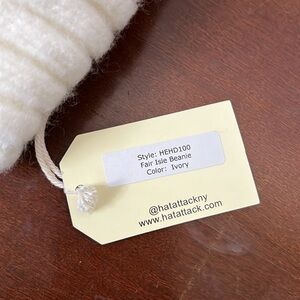 Style: HEHD100
Fair Isle Beanie
Color: Ivory
@hatattackny
www.hatattack.com